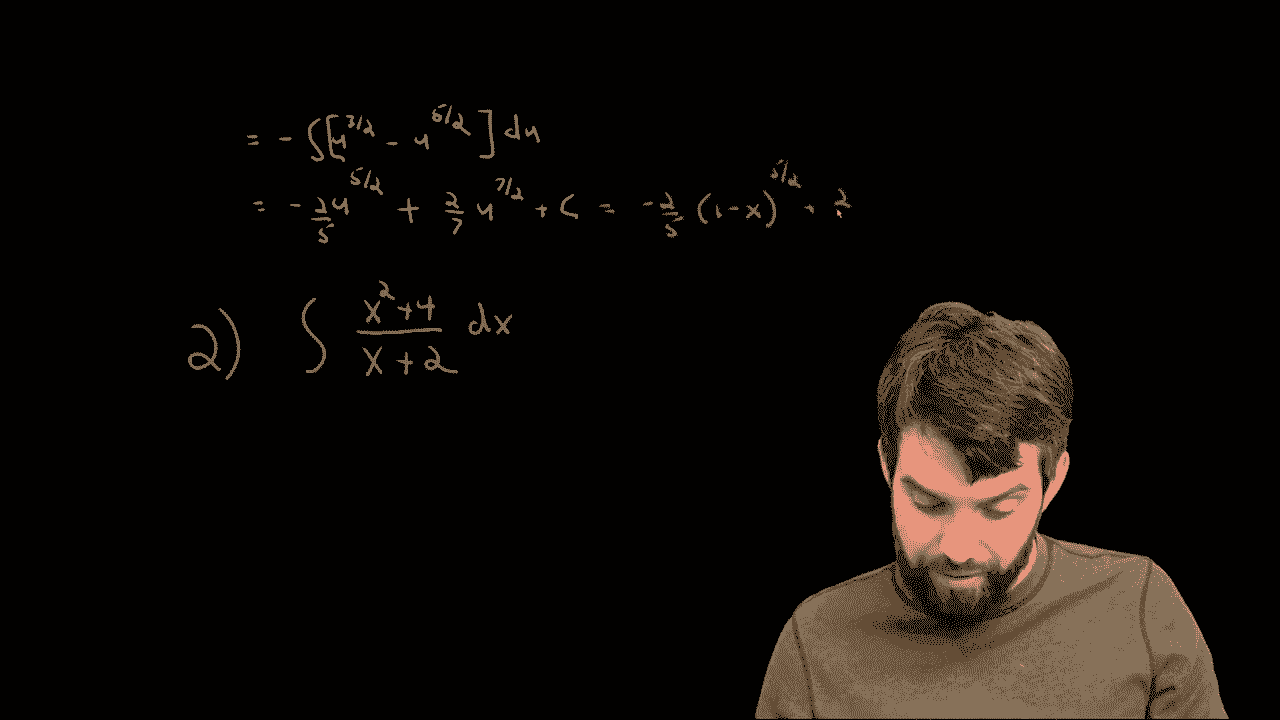 = - ∫[u^{3/2} - u^{5/2}] du
= -2/5 u^{5/2} + 2/7 u^{7/2} + C = -2/5 (1-x)^{5/2} + 2
2) ∫ (x^2+4)/(x+2) dx